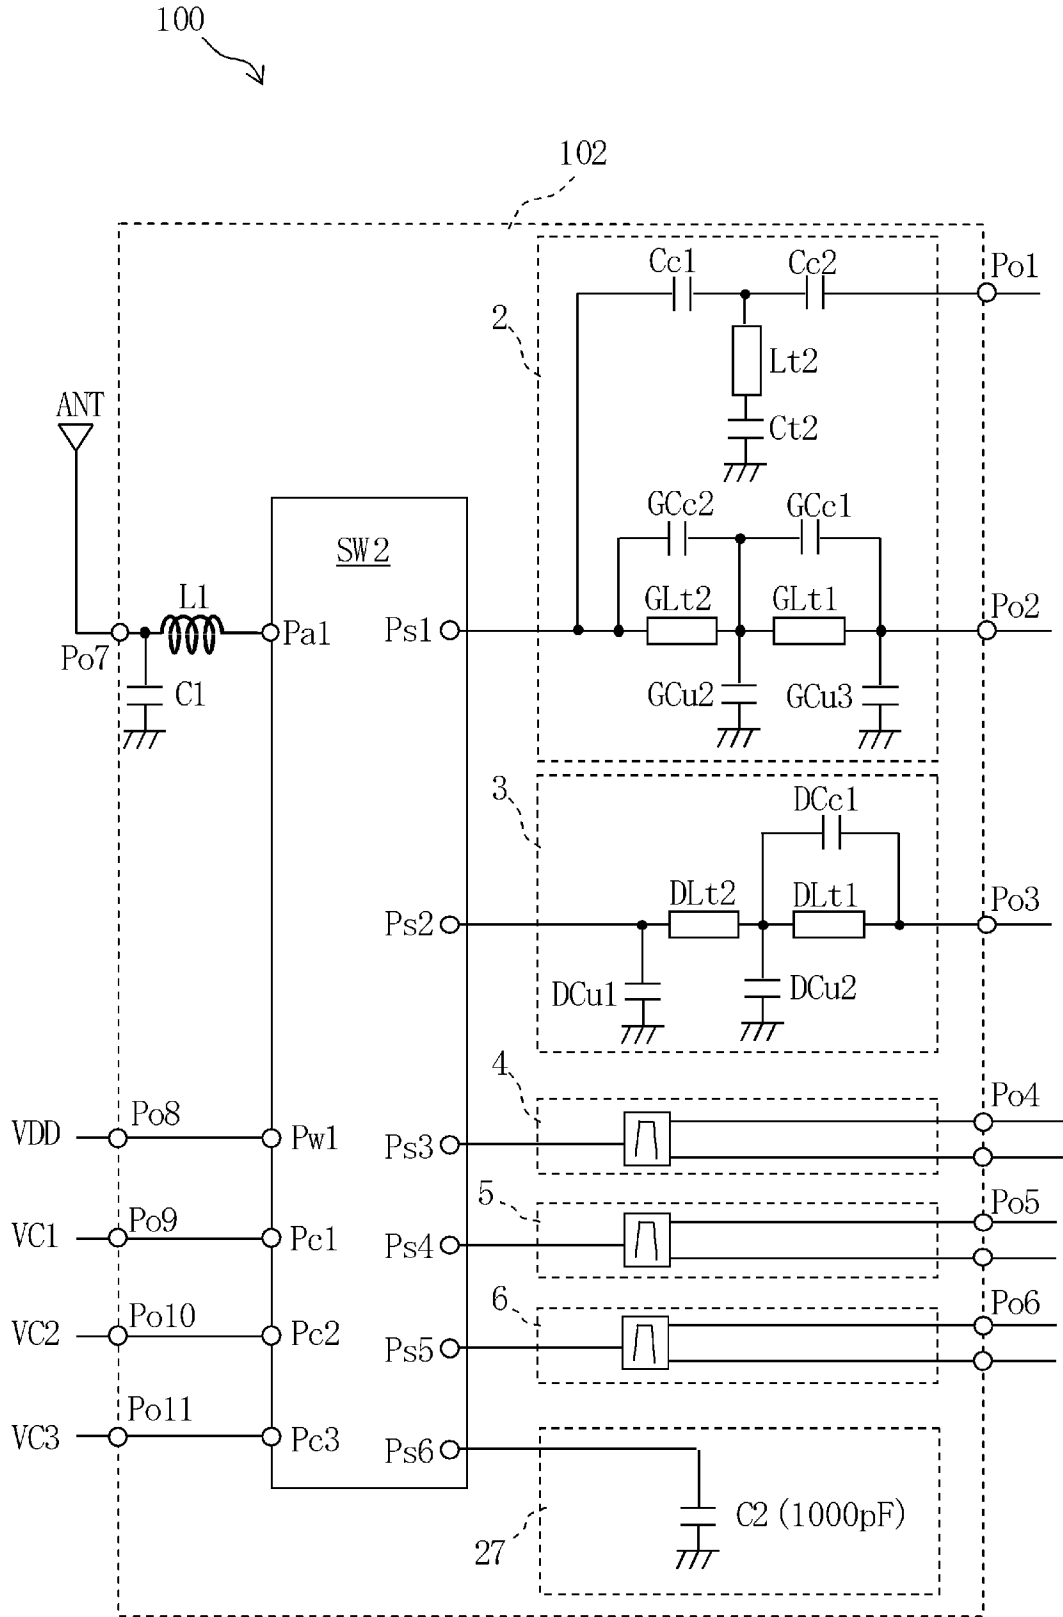 100
102
Cc1
Cc2
Po1
2
Lt2
ANT
Ct2
GCc2
GCc1
SW2
L1
GLt2
GLt1
Po2
Pa1
Ps1
Po7
C1
GCu2
GCu3
3
DCc1
DLt2
DLt1
Po3
Ps2
DCu1
DCu2
4
Po4
VDD
Po8
Pw1
Ps3
5
Po5
VC1
Po9
Pc1
Ps4
6
Po6
VC2
Po10
Pc2
Ps5
VC3
Po11
Pc3
Ps6
C2 (1000pF)
27